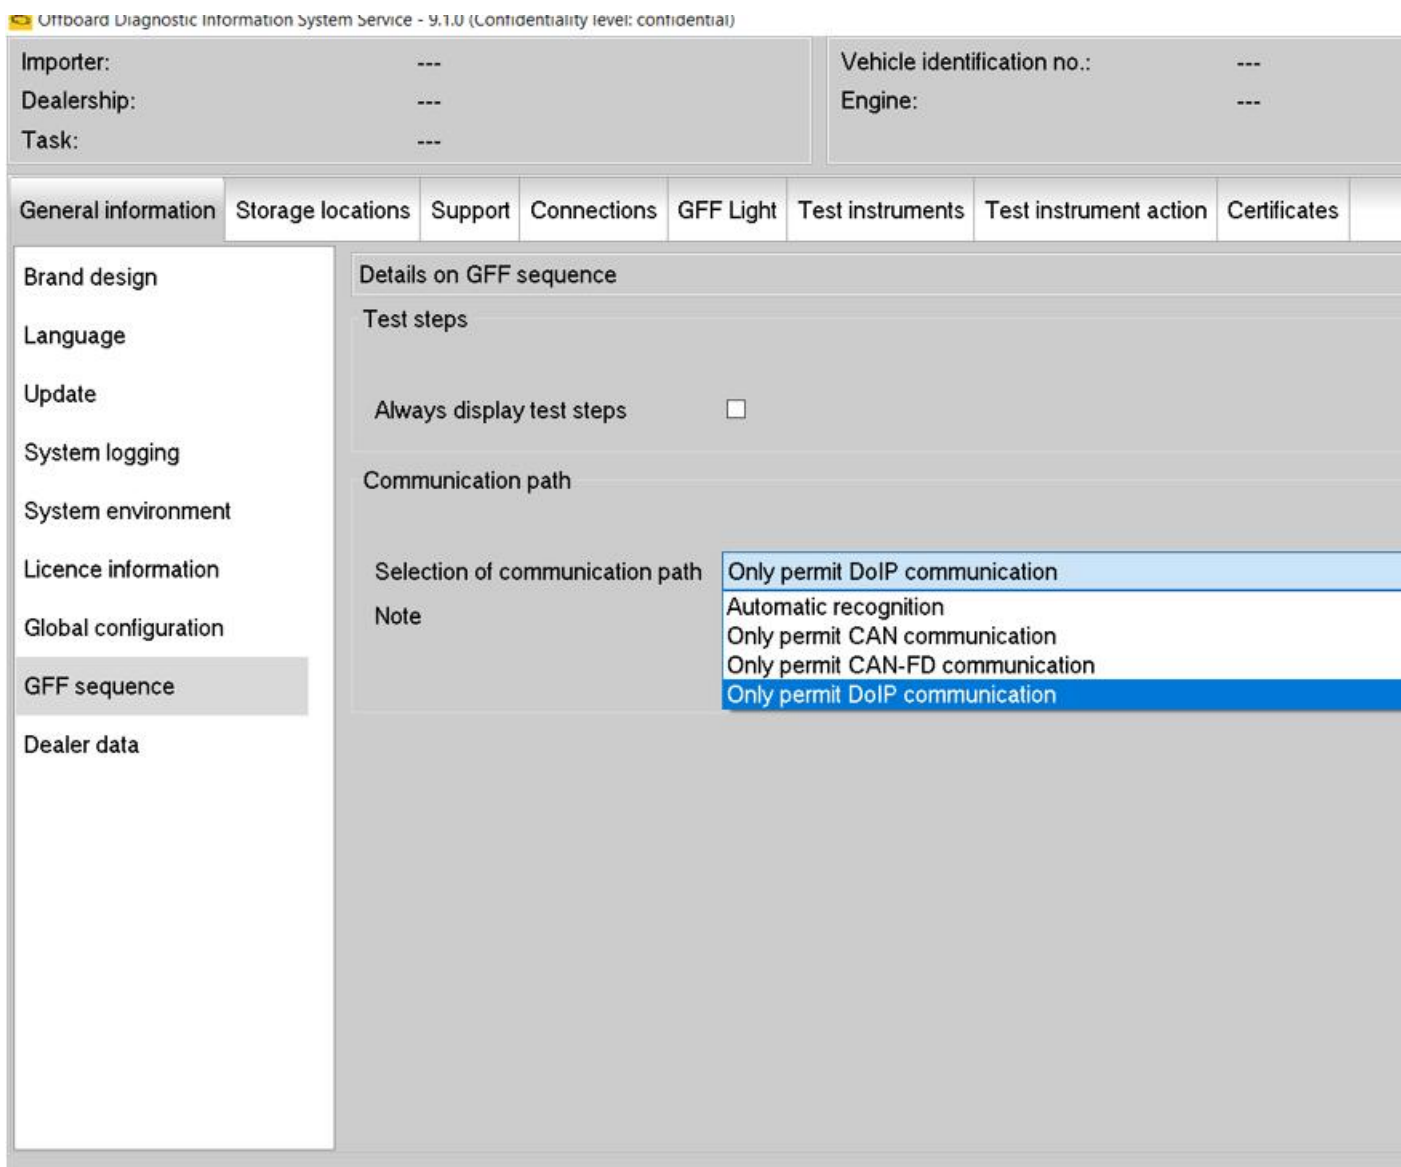 Offboard Diagnostic Information System Service - 9.1.0 (Confidentiality level: confidential)
Importer: ---
Dealership: ---
Task: ---
Vehicle identification no.: ---
Engine: ---
General information Storage locations Support Connections GFF Light Test instruments Test instrument action Certificates
Brand design
Language
Update
System logging
System environment
Licence information
Global configuration
GFF sequence
Dealer data
Details on GFF sequence
Test steps
Always display test steps
Communication path
Selection of communication path Only permit DoIP communication
Note
Automatic recognition
Only permit CAN communication
Only permit CAN-FD communication
Only permit DoIP communication